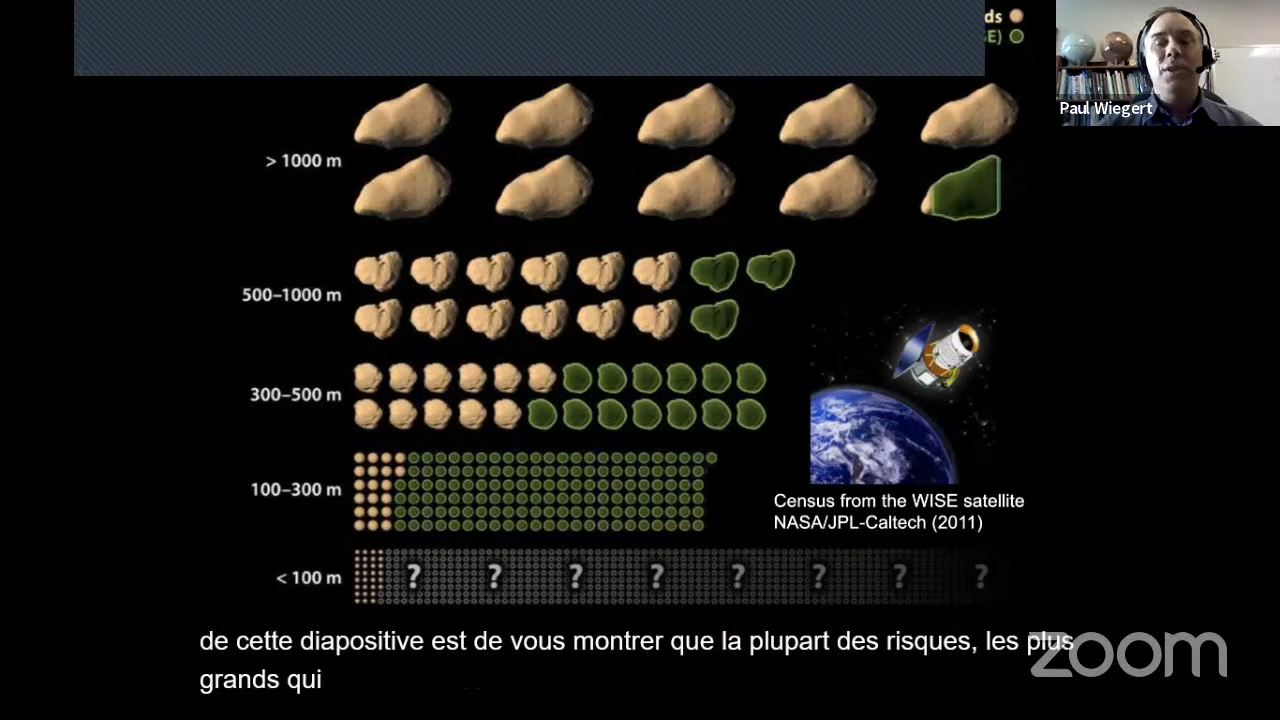 ds
E)
Paul Wiegert
> 1000 m
500–1000 m
300–500 m
100–300 m
Census from the WISE satellite
NASA/JPL-Caltech (2011)
< 100 m
? ? ? ? ? ? ? ?
de cette diapositive est de vous montrer que la plupart des risques, les plus
grands qui
zoom